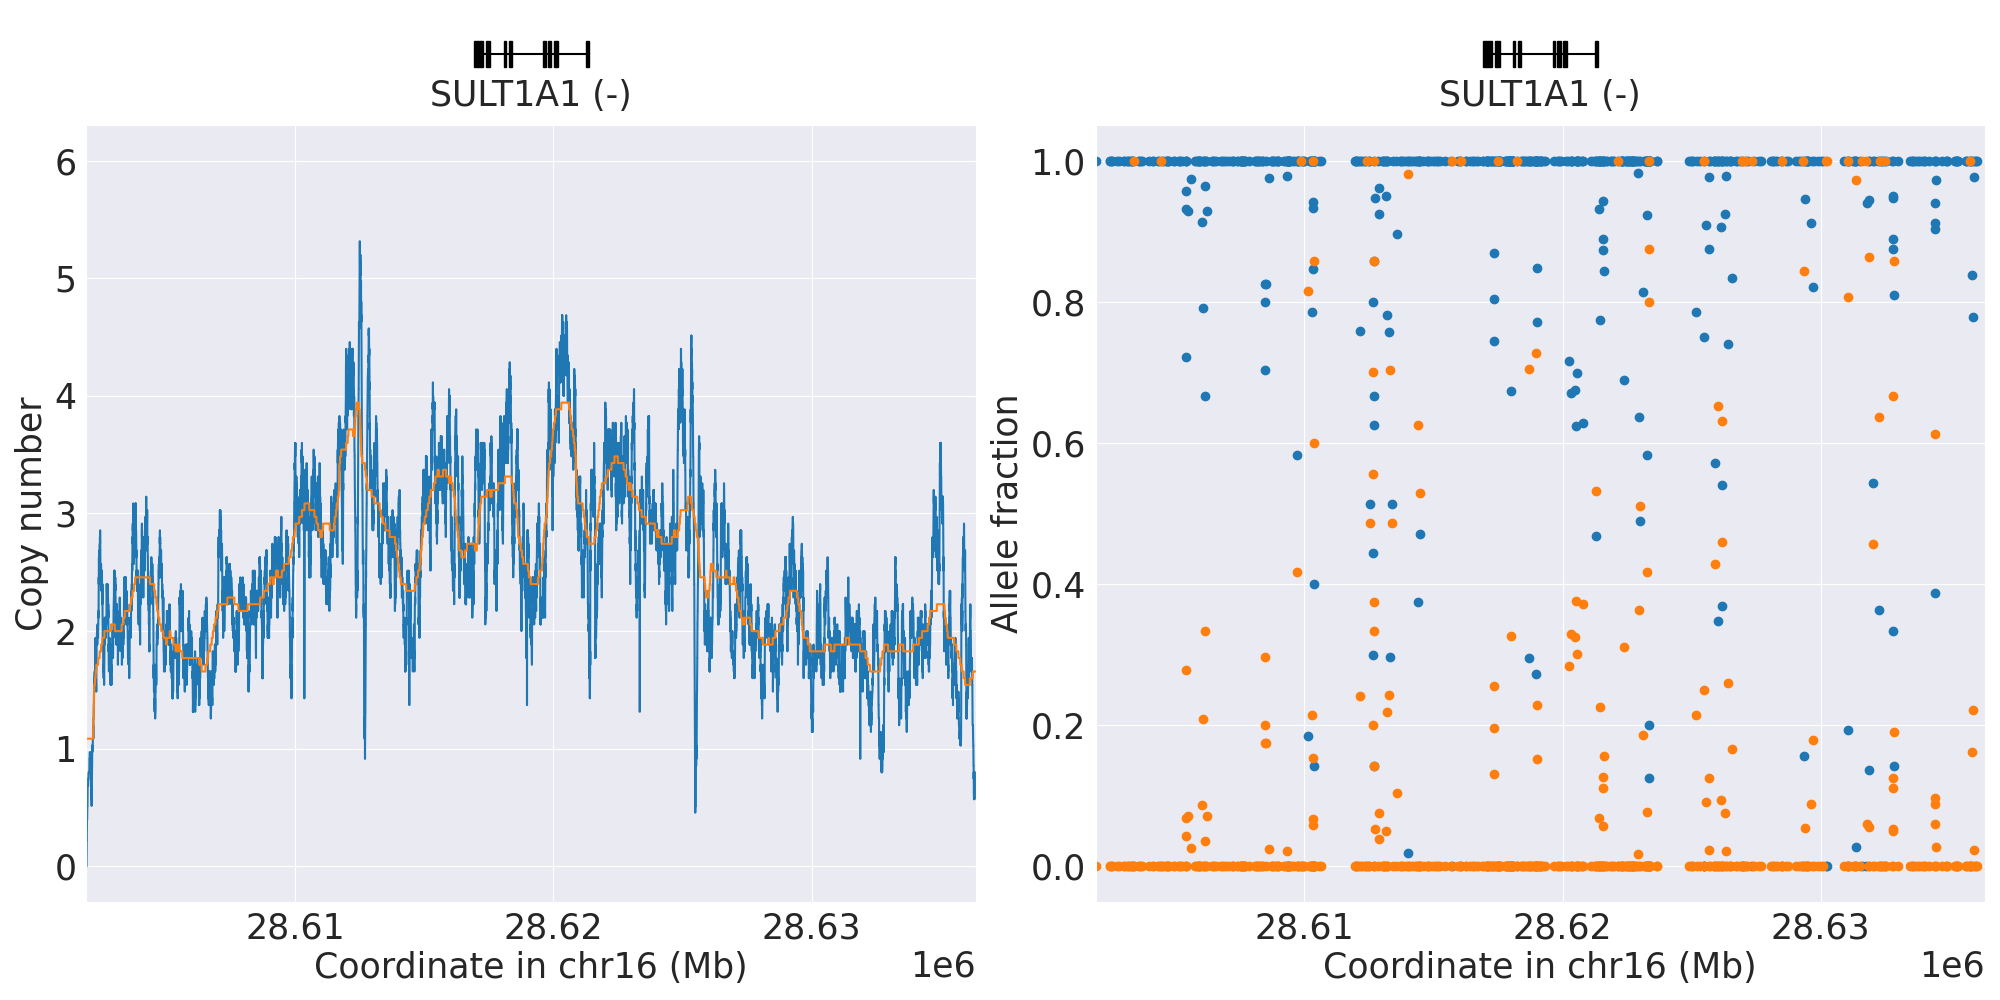 SULT1A1 (-)
SULT1A1 (-)
Copy number
6
5
4
3
2
1
0
28.61
28.62
28.63
Coordinate in chr16 (Mb)
1e6
Allele fraction
1.0
0.8
0.6
0.4
0.2
0.0
28.61
28.62
28.63
Coordinate in chr16 (Mb)
1e6